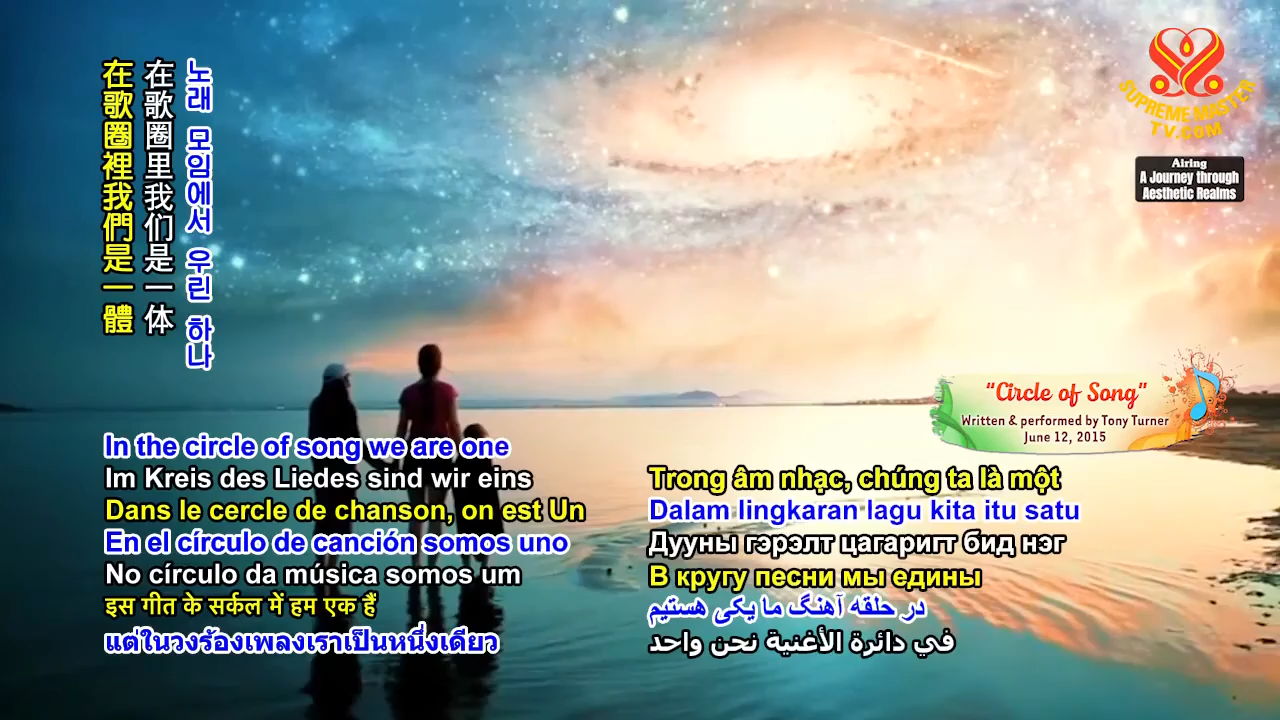 在歌圈裡我們是一體
在歌圈里我们是一体
노래 모임에서 우린 하나
SUPREME MASTER
TV.COM
Airing
A Journey through
Aesthetic Realms
"Circle of Song"
Written & performed by Tony Turner
June 12, 2015
In the circle of song we are one
Im Kreis des Liedes sind wir eins
Dans le cercle de chanson, on est Un
En el círculo de canción somos uno
No círculo da música somos um
इस गीत के सर्कल में हम एक हैं
แต่ในวงร้องเพลงเราเป็นหนึ่งเดียว
Trong âm nhạc, chúng ta là một
Dalam lingkaran lagu kita itu satu
Дууны гэрэлт цагаригт бид нэг
В кругу песни мы едины
در حلقه آهنگ ما یکی هستیم
في دائرة الأغنية نحن واحد